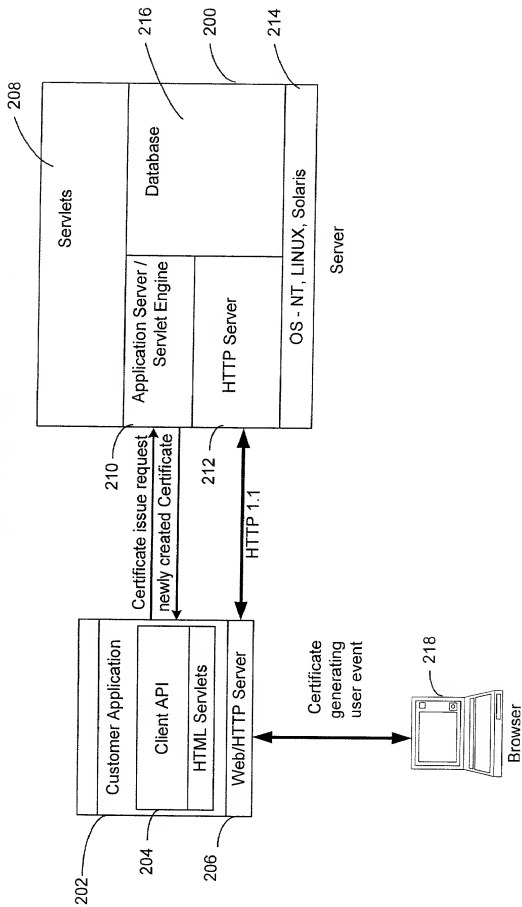 208
216
200
214
Servlets
Database
Application Server /
Servlet Engine
HTTP Server
OS - NT, LINUX, Solaris
Server
210
212
Certificate issue request
newly created Certificate
HTTP 1.1
Customer Application
Client API
HTML Servlets
Web/HTTP Server
202
204
206
Certificate
generating
user event
218
Browser